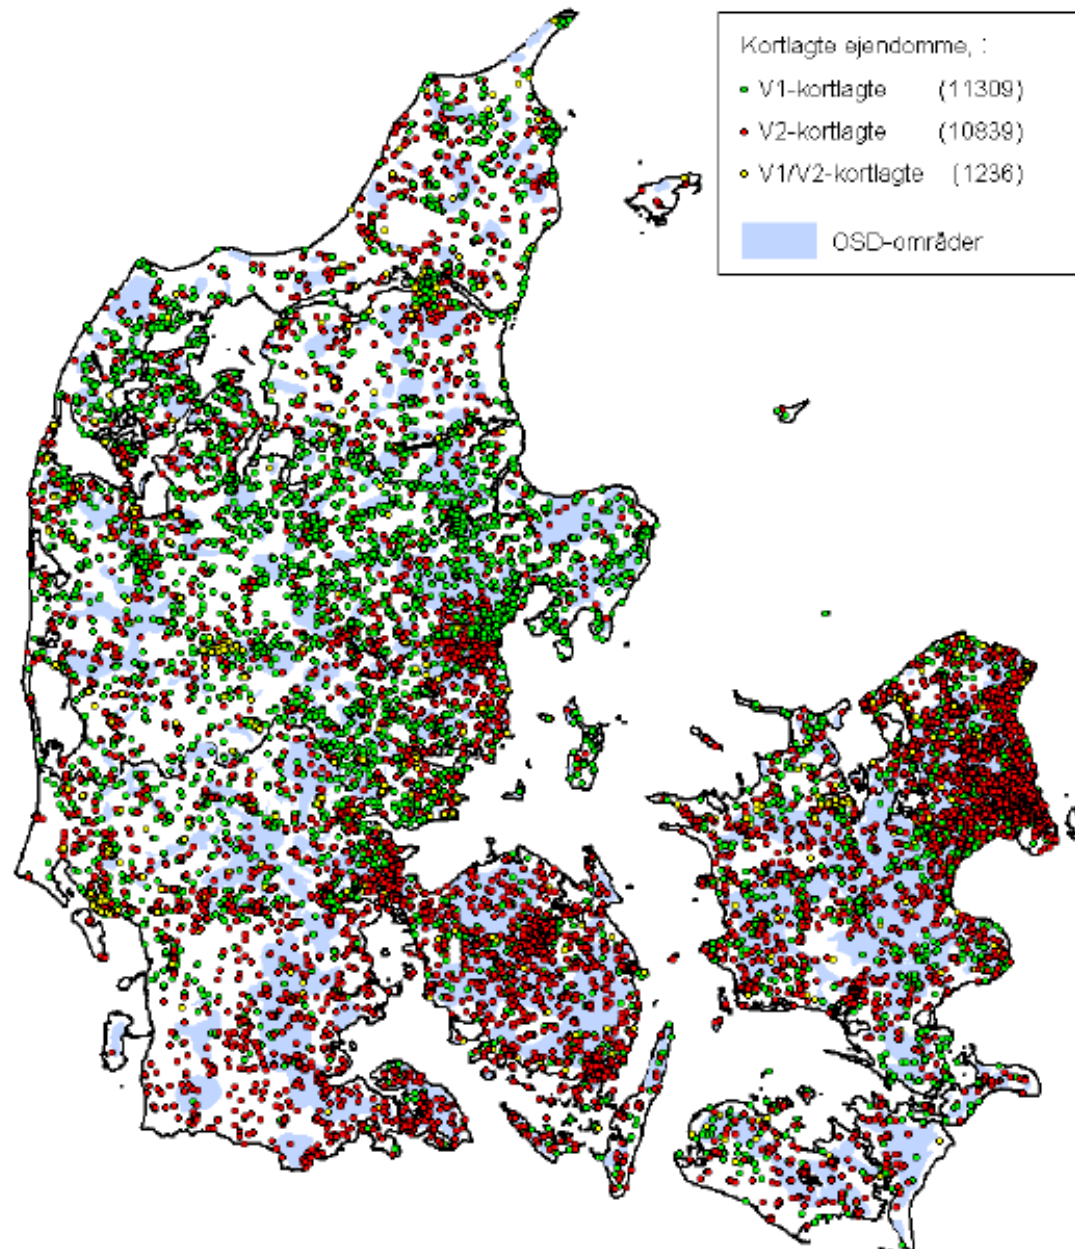 Kortlagte ejendomme, :
V1-kortlagte (11309)
V2-kortlagte (10839)
V1/V2-kortlagte (1236)
OSD-områder